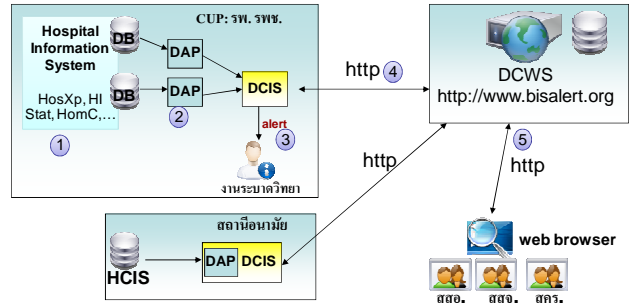 CUP: รพ. รพช.
Hospital
Information
System
HosXp, HI
Stat, HomC,…
1
DB
DB
DAP
DAP
2
DCIS
alert
3
งานระบาดวิทยา
http 4
DCWS
http://www.bisalert.org
http
5
http
สถานีอนามัย
HCIS
DAP
DCIS
web browser
สสอ.
สสจ.
สคร.